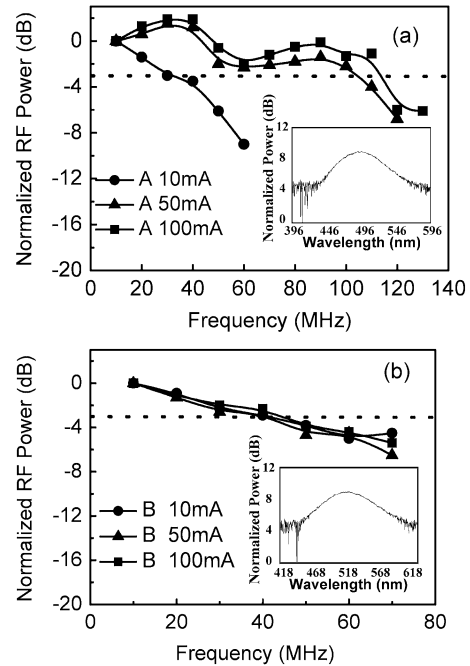 (a)
Normalized RF Power (dB)
0
-4
-8
-12
-16
-20
A 10mA
A 50mA
A 100mA
Normalized Power (dB)
12
8
4
0
396 446 496 546 596
Wavelength (nm)
0 20 40 60 80 100 120 140
Frequency (MHz)
(b)
Normalized RF Power (dB)
0
-4
-8
-12
-16
-20
B 10mA
B 50mA
B 100mA
Normalized Power (dB)
12
8
4
0
418 468 518 568 618
Wavelength (nm)
0 20 40 60 80
Frequency (MHz)